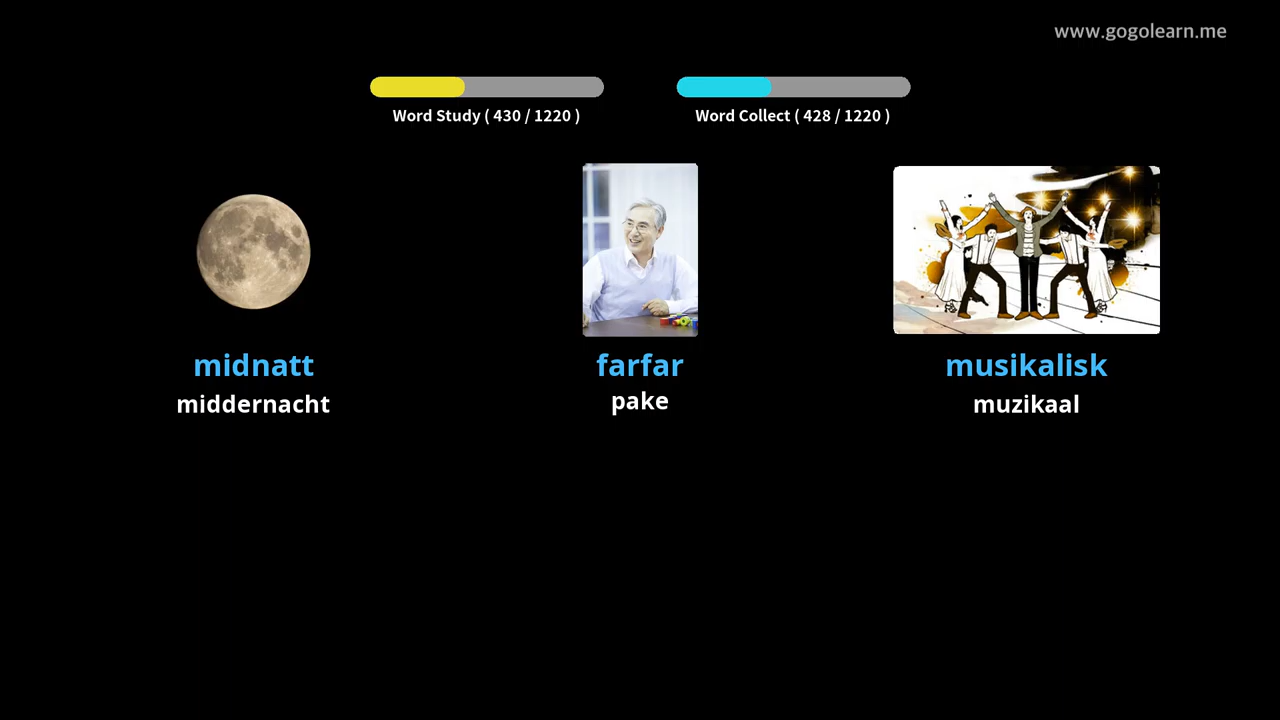 www.gogolearn.me
Word Study ( 430 / 1220 )
Word Collect ( 428 / 1220 )
midnatt
middernacht
farfar
pake
musikalisk
muzikaal